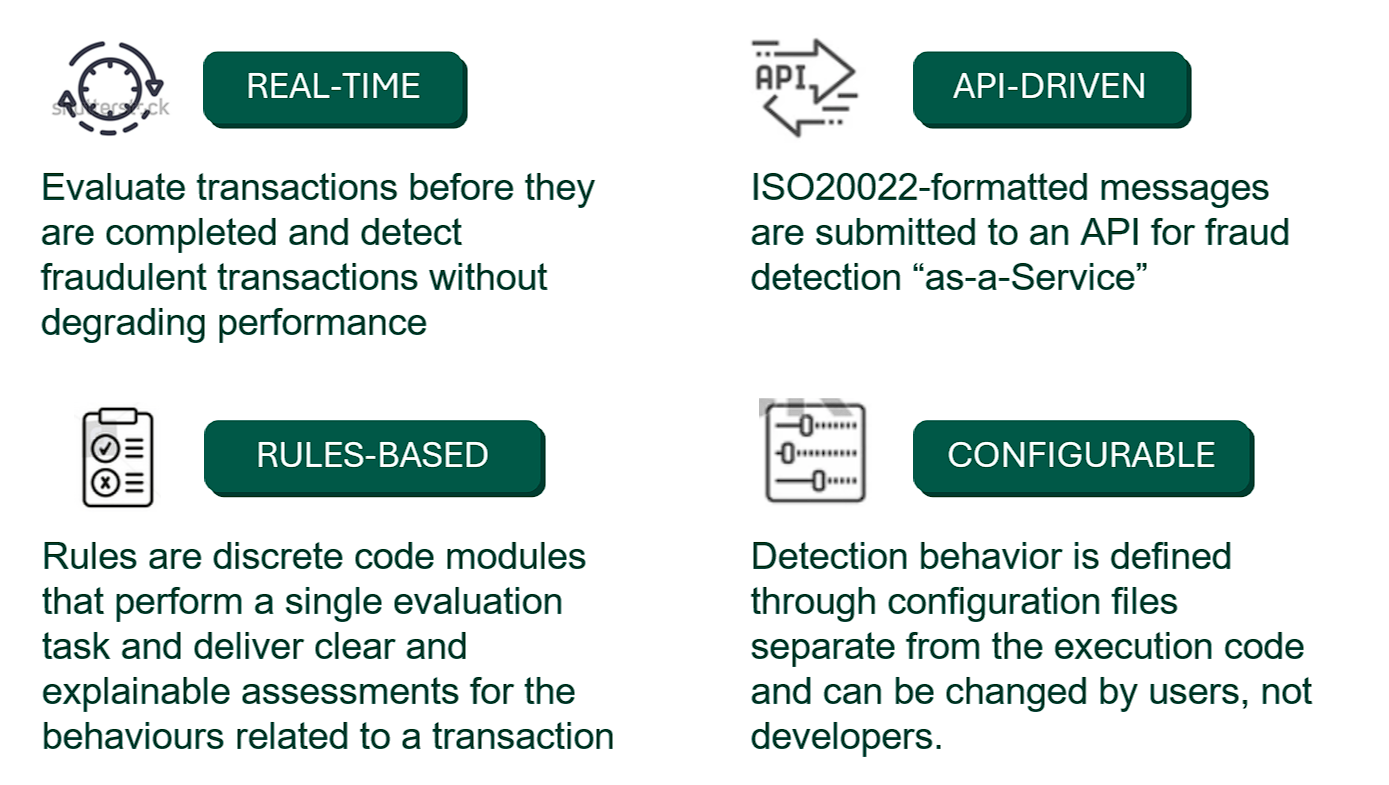 REAL-TIME
Evaluate transactions before they
are completed and detect
fraudulent transactions without
degrading performance
API
API-DRIVEN
ISO20022-formatted messages
are submitted to an API for fraud
detection “as-a-Service”
RULES-BASED
Rules are discrete code modules
that perform a single evaluation
task and deliver clear and
explainable assessments for the
behaviours related to a transaction
CONFIGURABLE
Detection behavior is defined
through configuration files
separate from the execution code
and can be changed by users, not
developers.